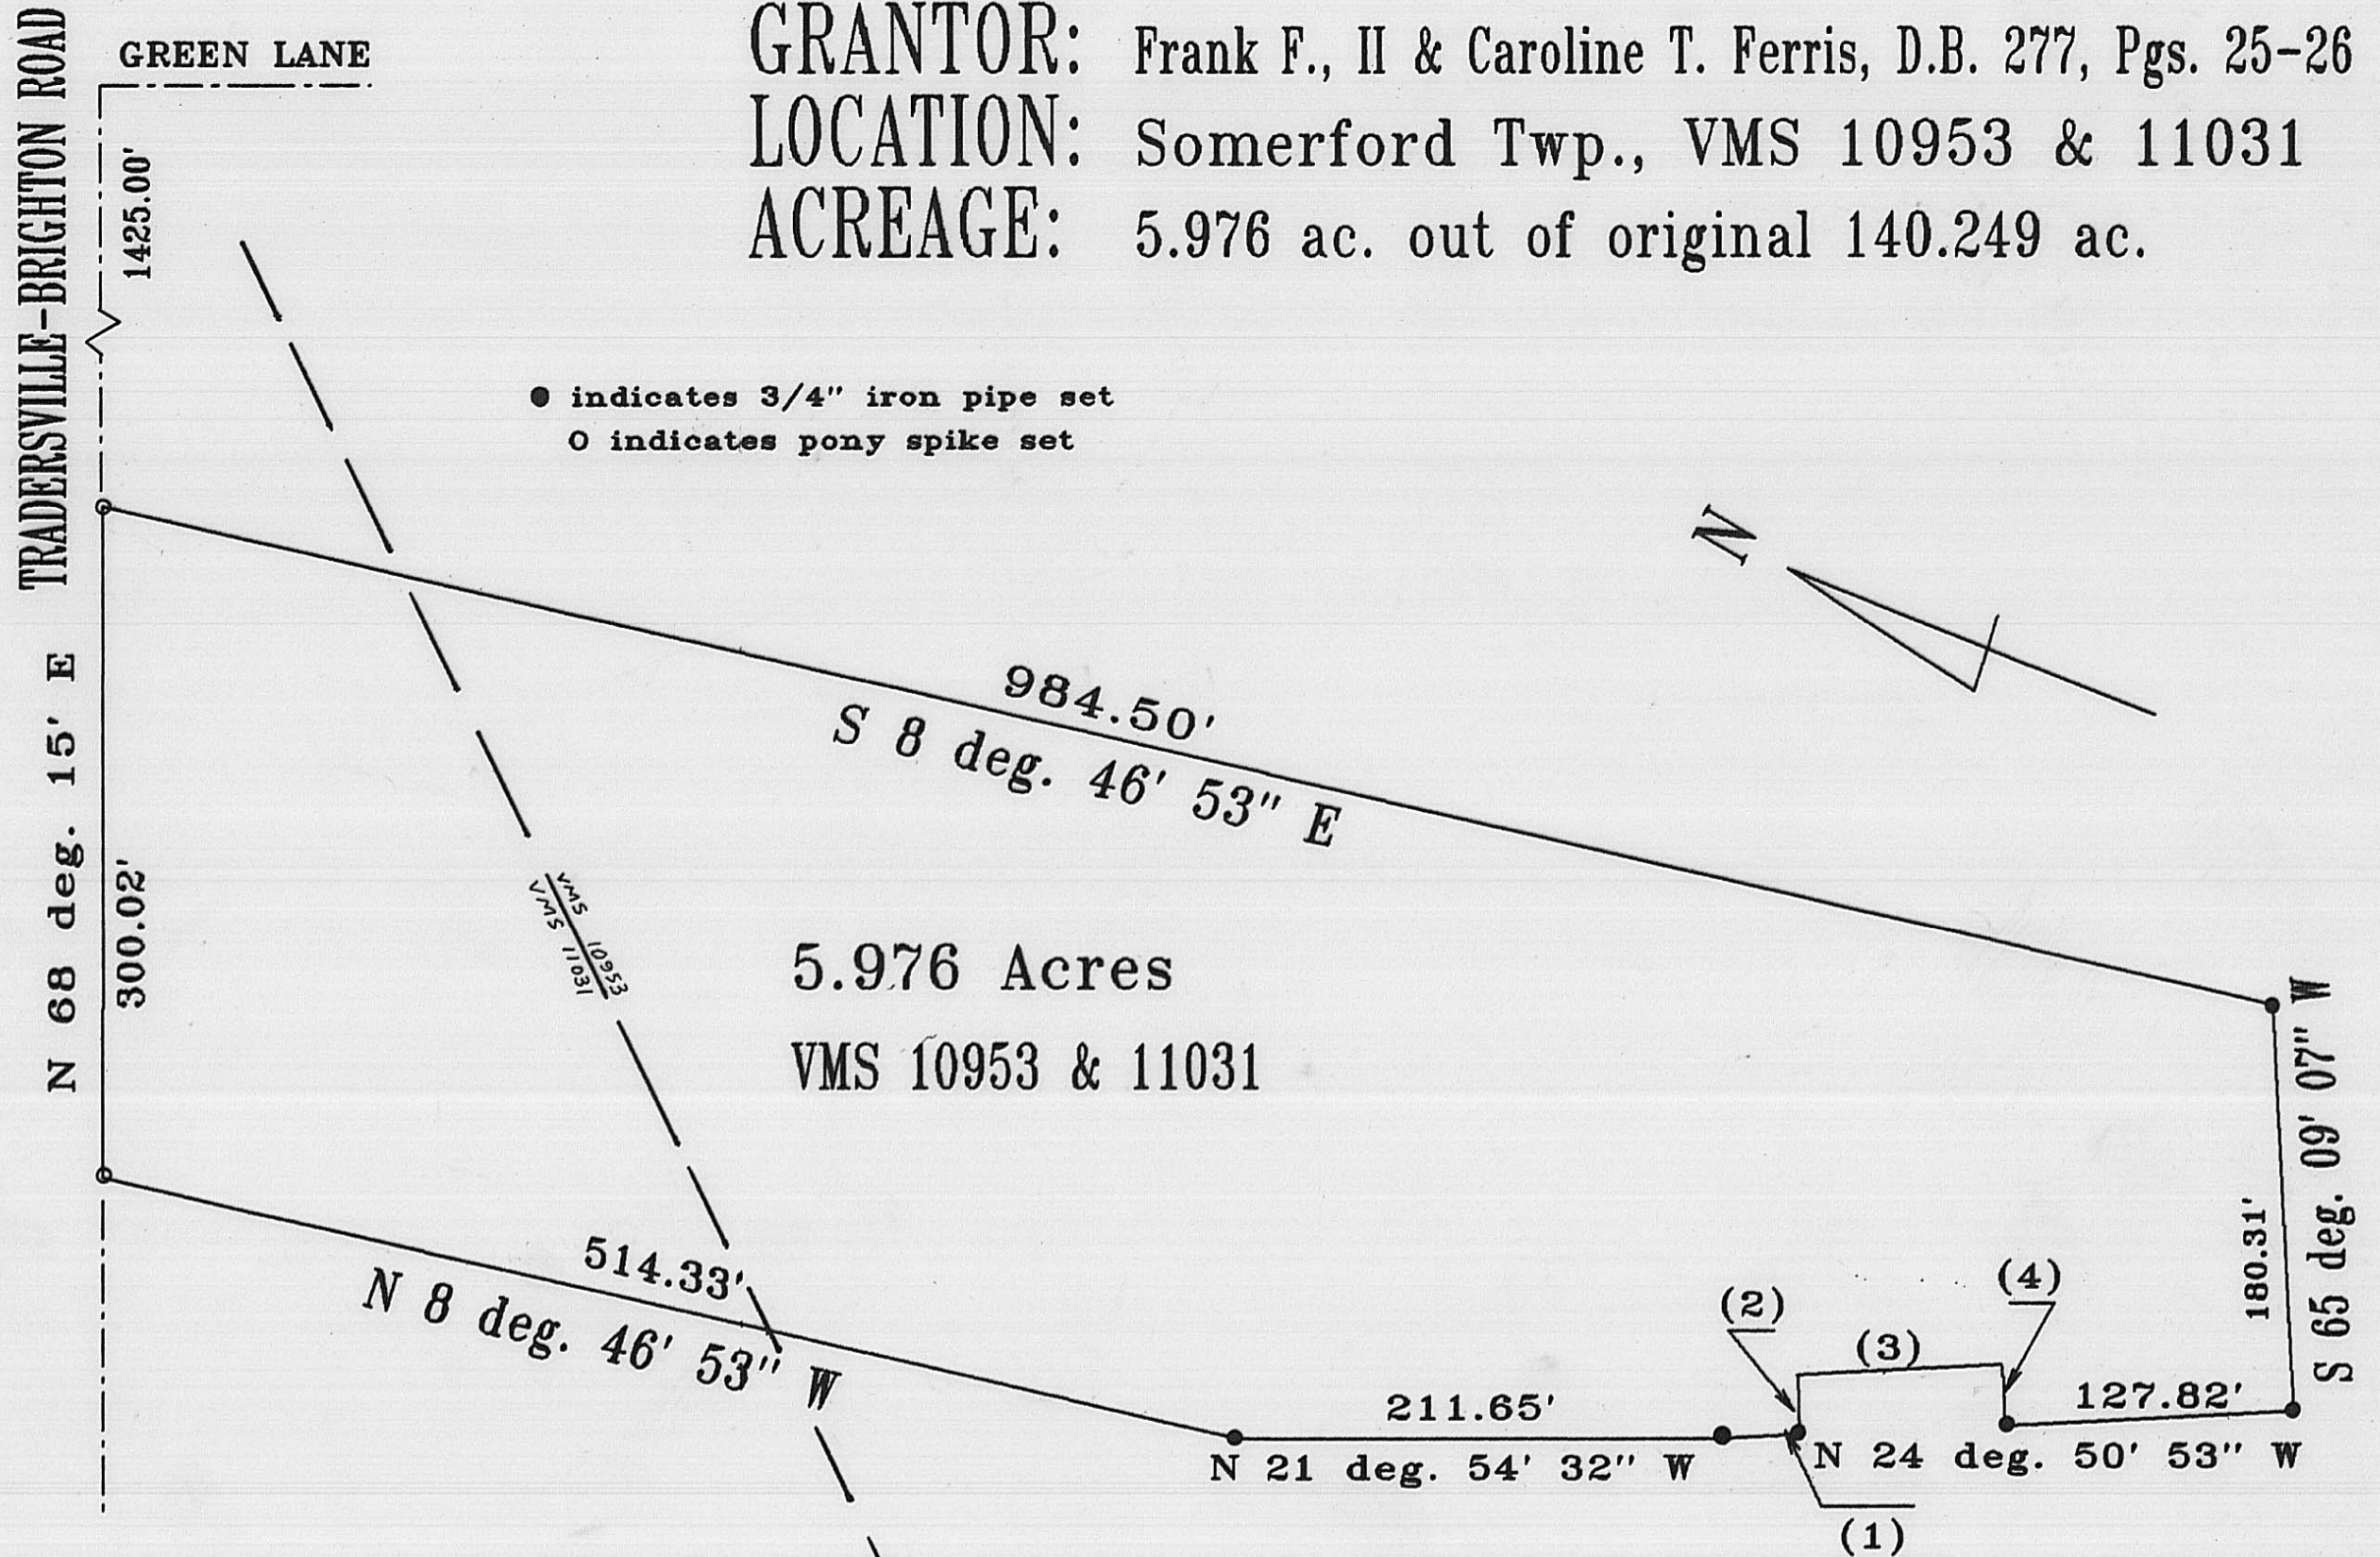 GRANTOR: Frank F., II & Caroline T. Ferris, D.B. 277, Pgs. 25-26
LOCATION: Somerford Twp., VMS 10953 & 11031
ACREAGE: 5.976 ac. out of original 140.249 ac.
GREEN LANE
TRADERSVILLE-BRIGHTON ROAD
1425.00'
● indicates 3/4" iron pipe set
O indicates pony spike set
N
984.50'
S 8 deg. 46' 53" E
N 68 deg. 15' E
300.02'
VMS 10953
VMS 11031
5.976 Acres
VMS 10953 & 11031
S 65 deg. 09' 07" W
180.31'
514.33'
N 8 deg. 46' 53" W
(2)
(3)
(4)
211.65'
127.82'
N 21 deg. 54' 32" W
N 24 deg. 50' 53" W
(1)